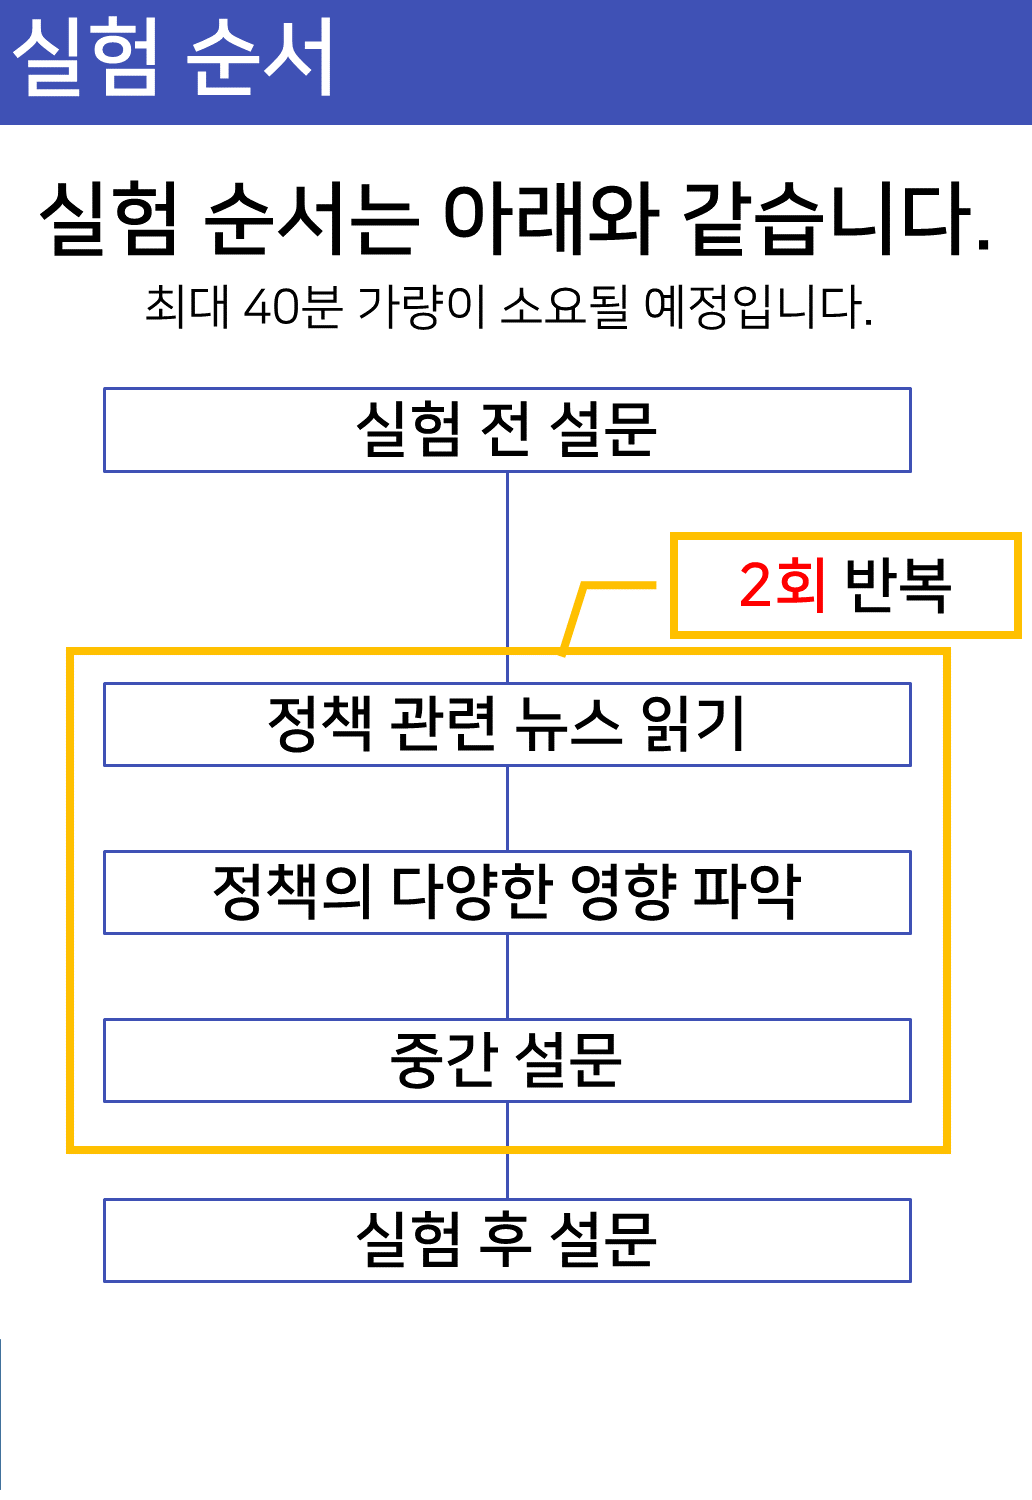 실험 순서
실험 순서는 아래와 같습니다.
최대 40분 가량이 소요될 예정입니다.
실험 전 설문
2회 반복
정책 관련 뉴스 읽기
정책의 다양한 영향 파악
중간 설문
실험 후 설문